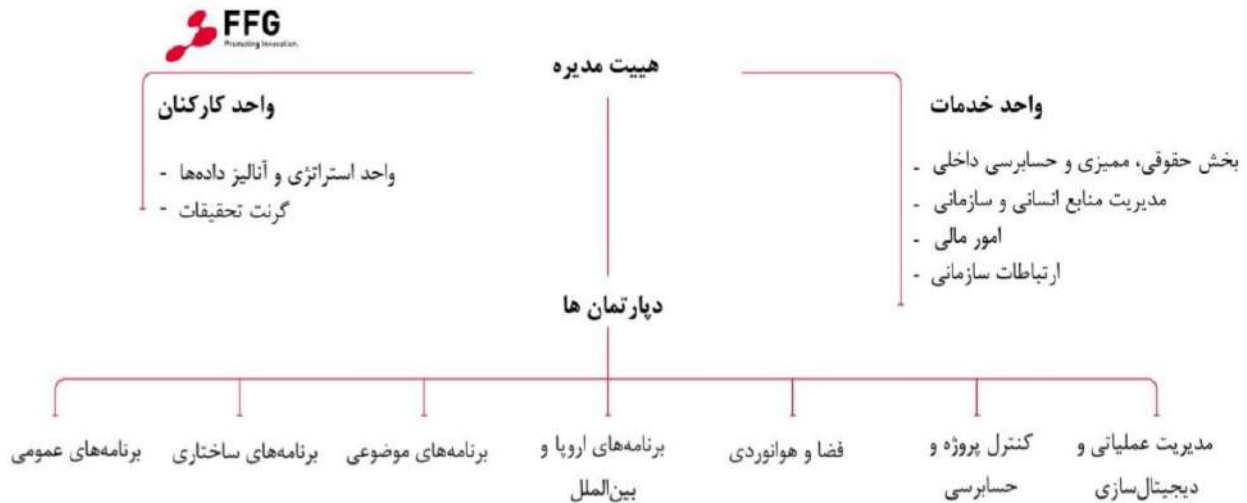 FFG
Promoting Innovation.
هییت مدیره
واحد خدمات
بخش حقوقی، ممیزی و حسابرسی داخلی -
مدیریت منابع انسانی و سازمانی -
امور مالی -
ارتباطات سازمانی -
واحد کارکنان
واحد استراتژی و آنالیز داده‌ها -
گرنت تحقیقات -
دپارتمان ها
مدیریت عملیاتی و
دیجیتال‌سازی
کنترل پروژه و
حسابرسی
فضا و هوانوردی
برنامه‌های اروپا و
بین‌الملل
برنامه‌های موضوعی
برنامه‌های ساختاری
برنامه‌های عمومی